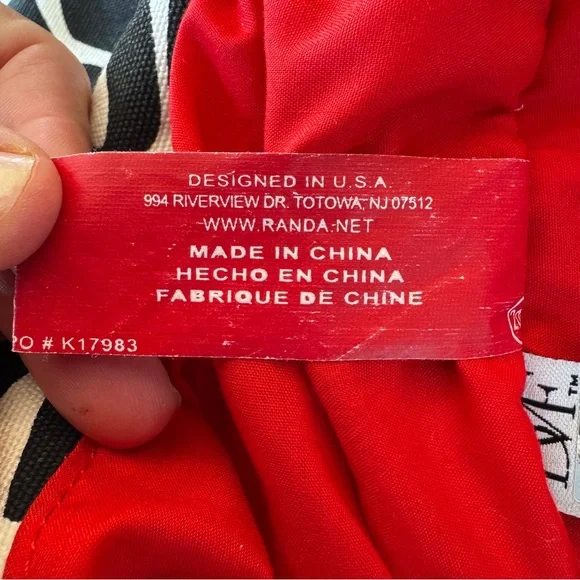 DESIGNED IN U.S.A.
994 RIVERVIEW DR. TOTOWA, NJ 07512
WWW.RANDA.NET
MADE IN CHINA
HECHO EN CHINA
FABRIQUE DE CHINE
PO # K17983
DVF™